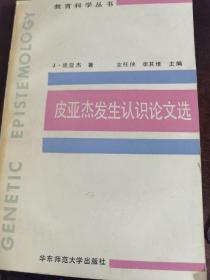 教育科学丛书
J·皮亚杰 著 左任侠 李其维 主编
GENETIC EPISTEMOLOGY
皮亚杰发生认识论文选
华东师范大学出版社